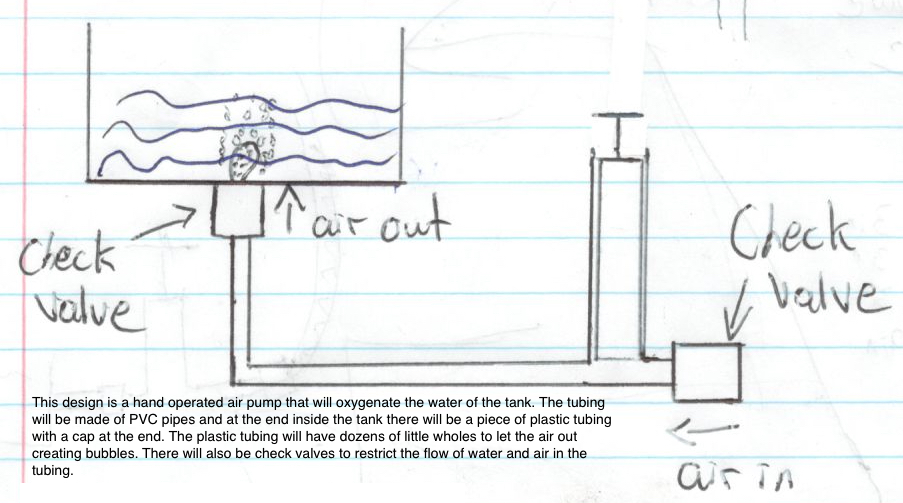 air out
Check
valve
Check
valve
This design is a hand operated air pump that will oxygenate the water of the tank. The tubing
will be made of PVC pipes and at the end inside the tank there will be a piece of plastic tubing
with a cap at the end. The plastic tubing will have dozens of little wholes to let the air out
creating bubbles. There will also be check valves to restrict the flow of water and air in the
tubing.
air in